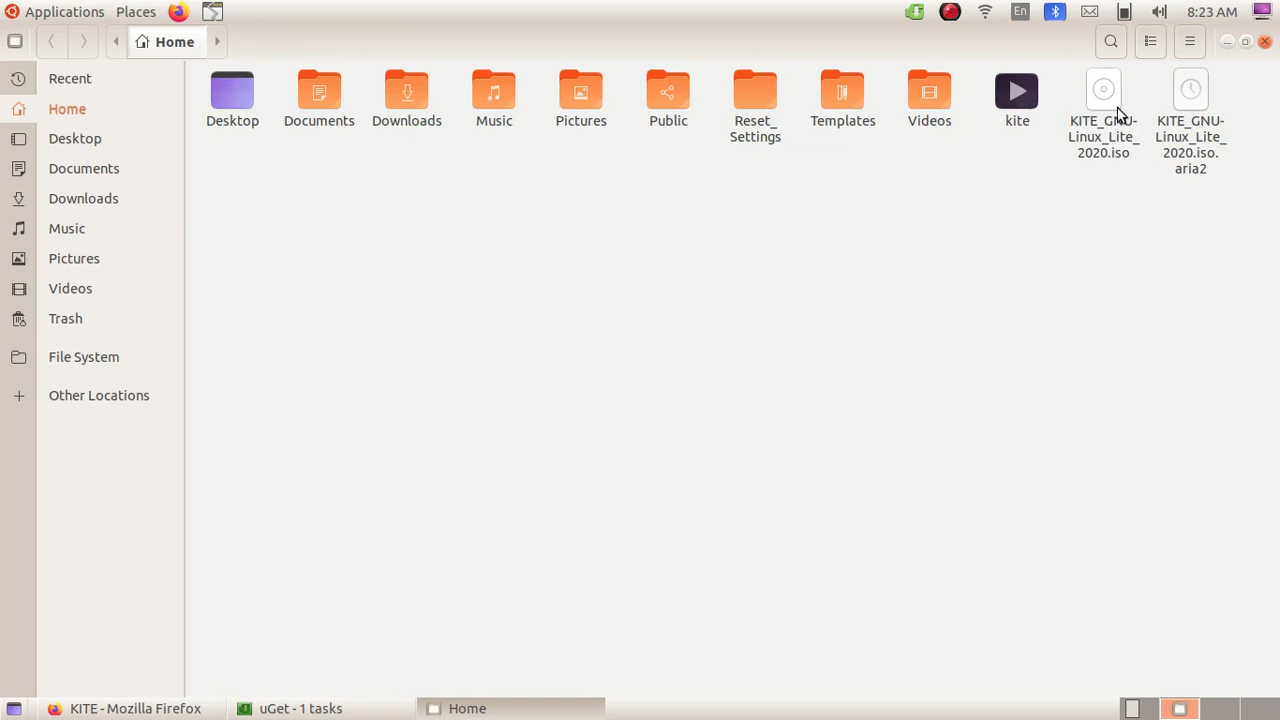 Applications Places En 8:23 AM
Home
Recent
Home
Desktop
Documents
Downloads
Music
Pictures
Videos
Trash
File System
Other Locations
Desktop
Documents
Downloads
Music
Pictures
Public
Reset_
Settings
Templates
Videos
kite
KITE_GNU-
Linux_Lite_
2020.iso
KITE_GNU-
Linux_Lite_
2020.iso.
aria2
KITE - Mozilla Firefox
uGet - 1 tasks
Home